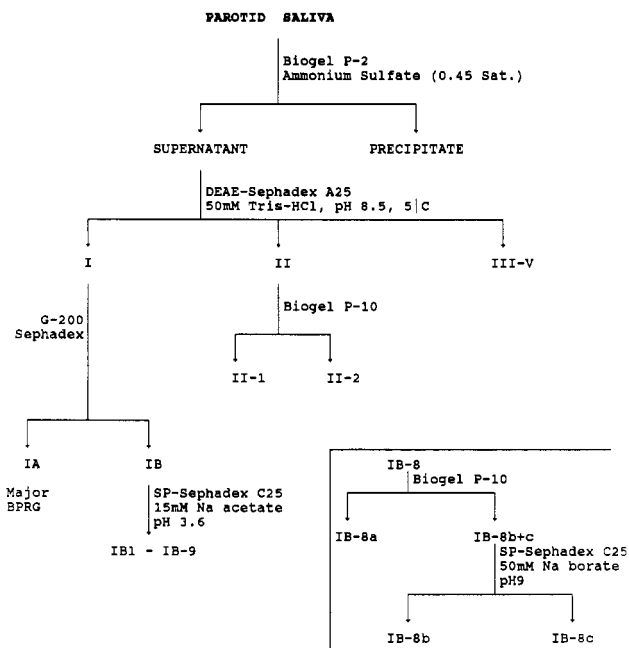 PAROTID SALIVA
Biogel P-2
Ammonium Sulfate (0.45 Sat.)
SUPERNATANT
PRECIPITATE
DEAE-Sephadex A25
50mM Tris-HCl, pH 8.5, 5|C
I
II
III-V
G-200
Sephadex
Biogel P-10
II-1
II-2
IA
IB
Major
BPRG
SP-Sephadex C25
15mM Na acetate
pH 3.6
IB1 - IB-9
IB-8
Biogel P-10
IB-8a
IB-8b+c
SP-Sephadex C25
50mM Na borate
pH9
IB-8b
IB-8c